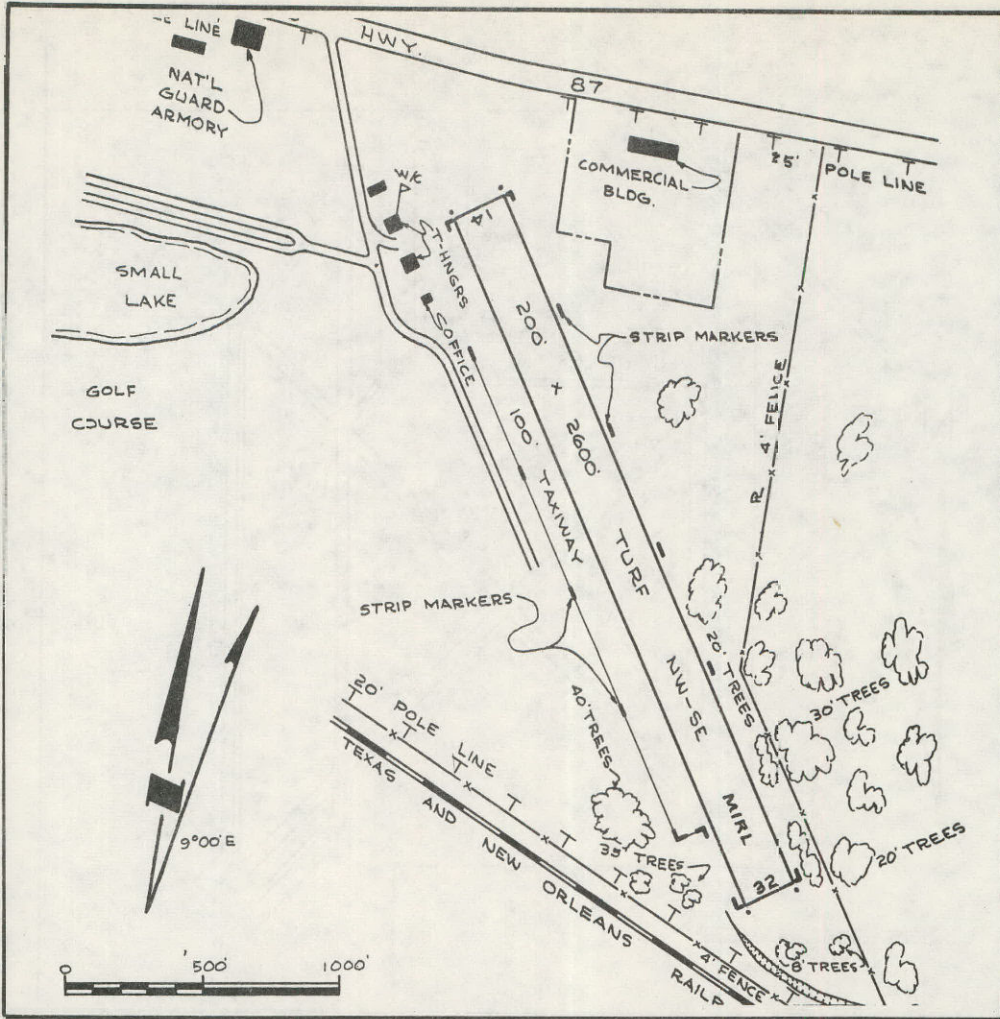 LINE
NAT'L
GUARD
ARMORY
HWY.
87
COMMERCIAL
BLDG.
25'
POLE LINE
W/C
T-HNGRS
OFFICE
SMALL
LAKE
GOLF
COURSE
14
200' x 2600' TURF NW-SE MIRL
32
100' TAXIWAY
STRIP MARKERS
4' FENCE
STRIP MARKERS
20' TREES
30' TREES
20' TREES
40' TREES
35' TREES
8' TREES
20' POLE LINE
TEXAS AND NEW ORLEANS
4' FENCE
9°00'E
0 500' 1000'